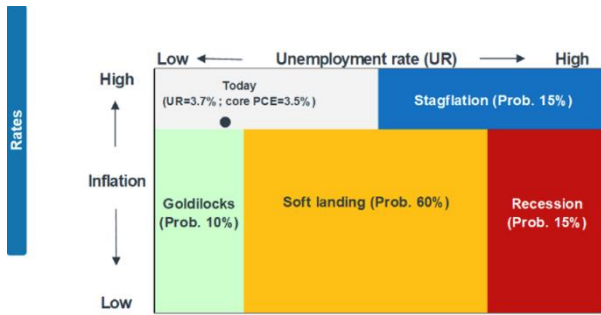 Low Unemployment rate (UR) High
High
Today
(UR=3.7% ; core PCE=3.5%)
Stagflation (Prob. 15%)
Rates
Inflation
Goldilocks
(Prob. 10%)
Soft landing (Prob. 60%)
Recession
(Prob. 15%)
Low